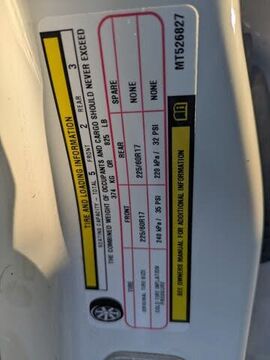 TIRE AND LOADING INFORMATION
SEATING CAPACITY - TOTAL 5 FRONT 2 REAR 3
THE COMBINED WEIGHT OF OCCUPANTS AND CARGO SHOULD NEVER EXCEED
374 KG OR 825 LB
TIRE FRONT REAR SPARE
ORIGINAL TIRE SIZE 225/60R17 225/60R17 NONE
COLD TIRE INFLATION PRESSURE 240 kPa / 35 PSI 220 kPa / 32 PSI NONE
SEE OWNERS MANUAL FOR ADDITIONAL INFORMATION
MT526827